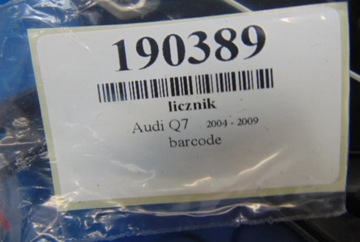 190389
licznik
Audi Q7 2004 - 2009
barcode